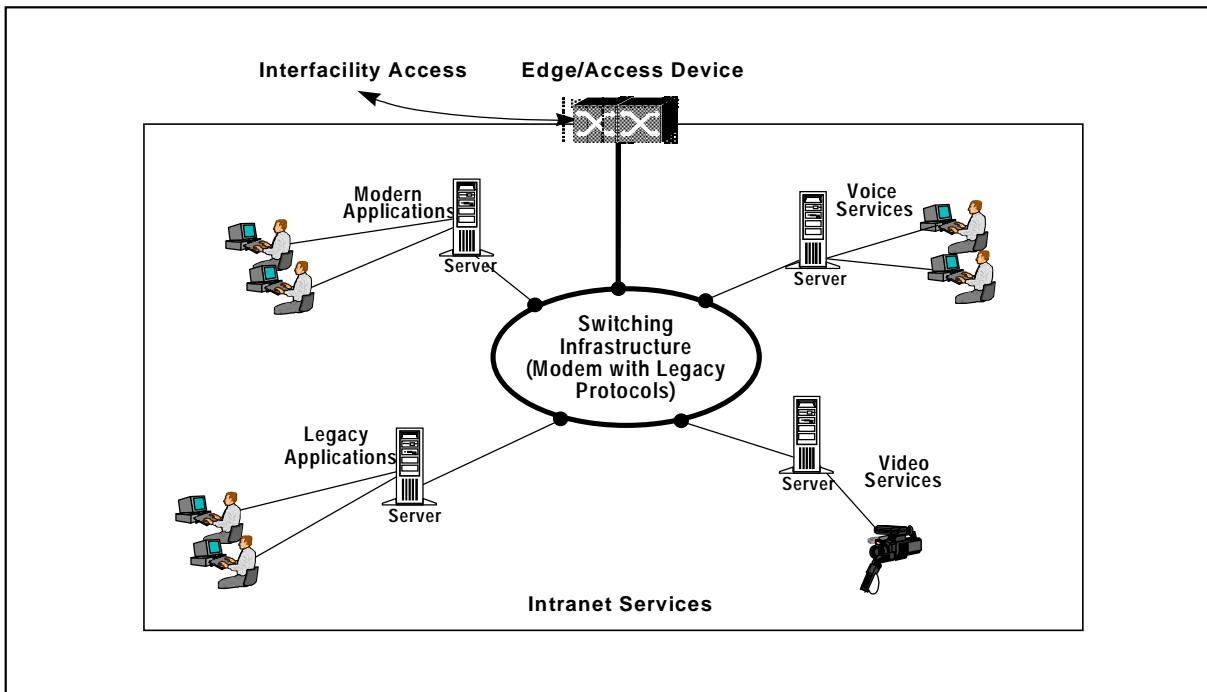 Interfacility Access
Edge/Access Device
Modern
Applications
Server
Voice
Services
Server
Switching
Infrastructure
(Modem with Legacy
Protocols)
Legacy
Applications
Server
Server
Video
Services
Intranet Services